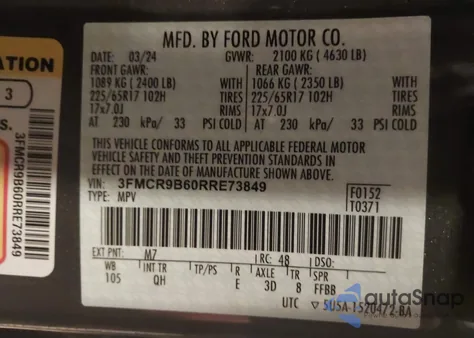 MFD. BY FORD MOTOR CO.
DATE: 03/24 GVWR: 2100 KG ( 4630 LB)
FRONT GAWR: REAR GAWR:
1089 KG ( 2400 LB) WITH 1066 KG ( 2350 LB) WITH
225/65R17 102H TIRES 225/65R17 102H TIRES
17x7.0J RIMS 17x7.0J RIMS
AT 230 kPa/ 33 PSI COLD AT 230 kPa/ 33 PSI COLD
THIS VEHICLE CONFORMS TO ALL APPLICABLE FEDERAL MOTOR
VEHICLE SAFETY AND THEFT PREVENTION STANDARDS IN
EFFECT ON THE DATE OF MANUFACTURE SHOWN ABOVE.
VIN: 3FMCR9B60RRE73849
TYPE: MPV
F0152
T0371
EXT PNT: M7 RC: 48 DSO:
WB INT TR TP/PS R AXLE TR SPR
105 QH E 3D 8 FFBB
UTC 5U5A-1520472-BA
ATION
3
S.
3FMCR9B60RRE73849
autoSnap